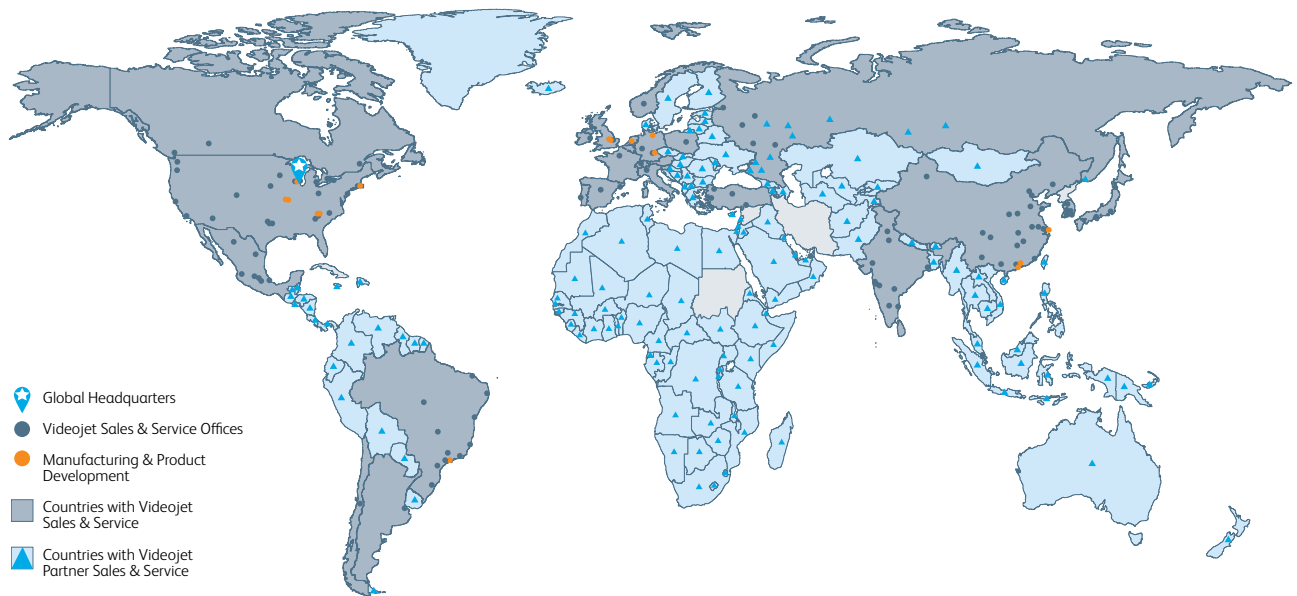 Global Headquarters
Videojet Sales & Service Offices
Manufacturing & Product
Development
Countries with Videojet
Sales & Service
Countries with Videojet
Partner Sales & Service